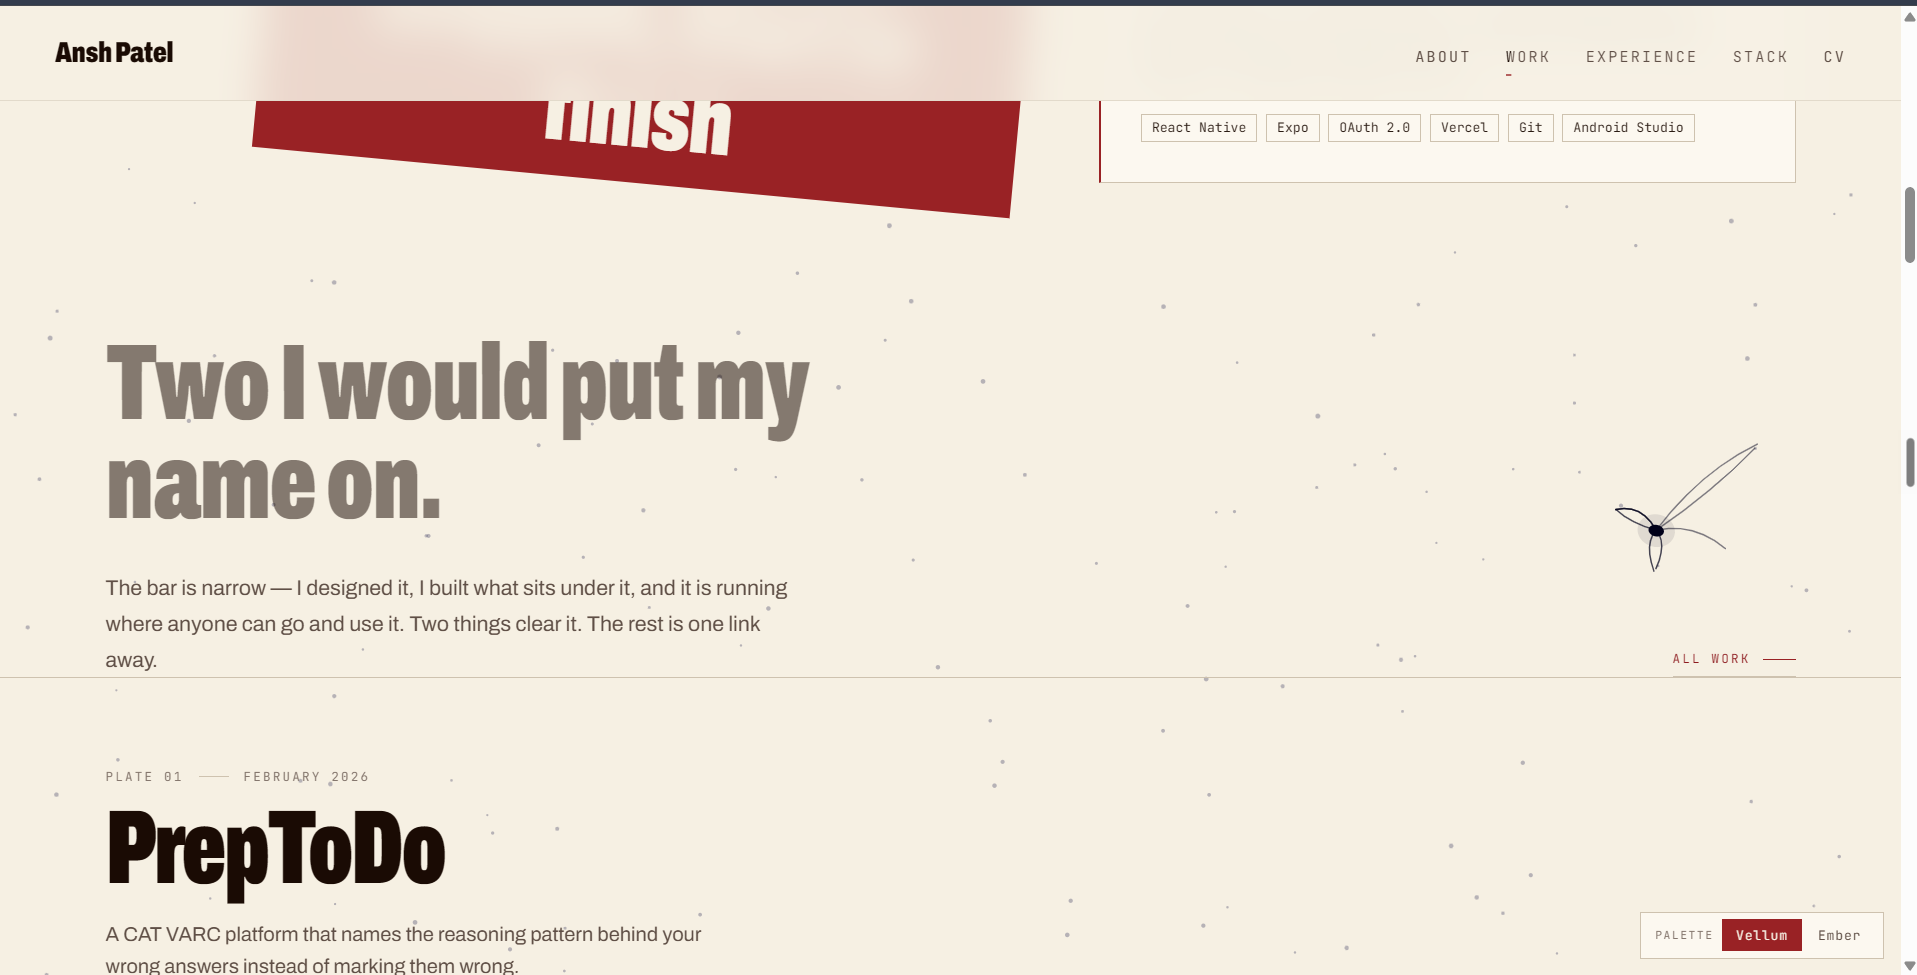 Ansh Patel
ABOUT WORK EXPERIENCE STACK CV
finish
React Native Expo OAuth 2.0 Vercel Git Android Studio
Two I would put my
name on.
The bar is narrow — I designed it, I built what sits under it, and it is running
where anyone can go and use it. Two things clear it. The rest is one link
away.
ALL WORK
PLATE 01 FEBRUARY 2026
PrepToDo
A CAT VARC platform that names the reasoning pattern behind your
wrong answers instead of marking them wrong.
PALETTE Vellum Ember